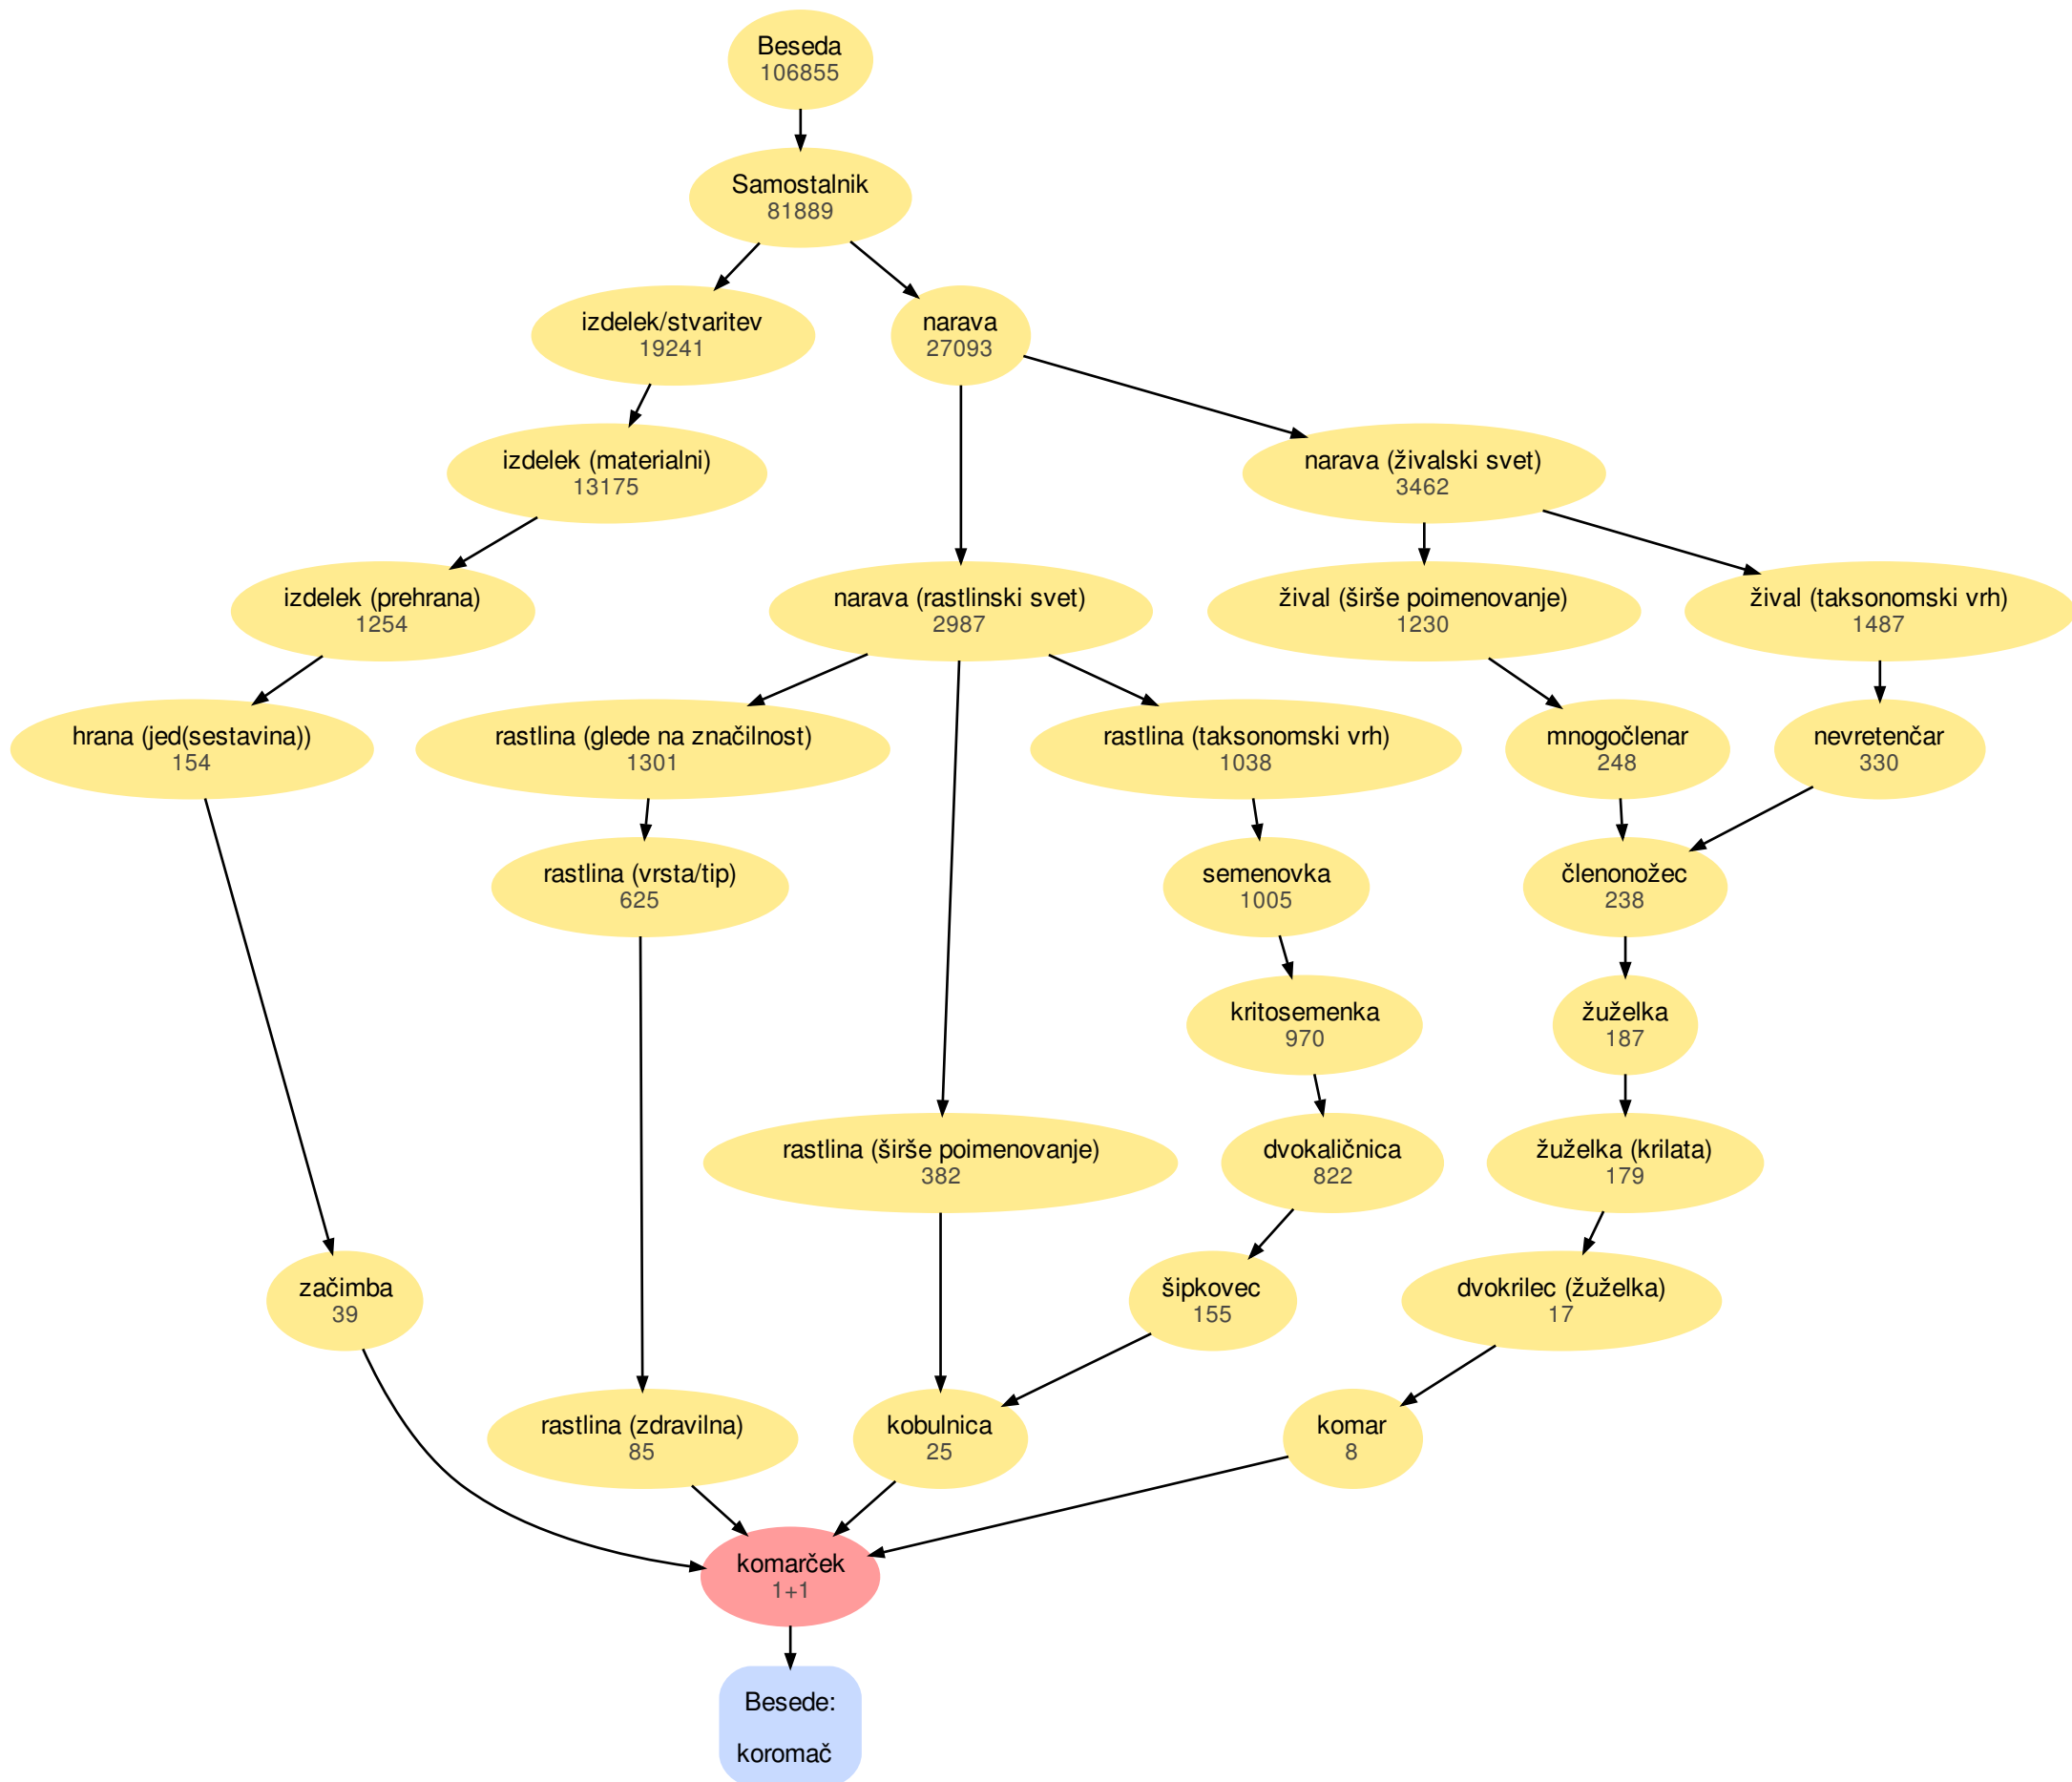 Beseda
106855
Samostalnik
81889
izdelek/stvaritev
19241
narava
27093
izdelek (materialni)
13175
narava (živalski svet)
3462
izdelek (prehrana)
1254
narava (rastlinski svet)
2987
žival (širše poimenovanje)
1230
žival (taksonomski vrh)
1487
hrana (jed(sestavina))
154
rastlina (glede na značilnost)
1301
rastlina (taksonomski vrh)
1038
mnogočlenar
248
nevretenčar
330
rastlina (vrsta/tip)
625
semenovka
1005
členonožec
238
kritosemenka
970
žuželka
187
rastlina (širše poimenovanje)
382
dvokaličnica
822
žuželka (krilata)
179
začimba
39
šipkovec
155
dvokrilec (žuželka)
17
rastlina (zdravilna)
85
kobulnica
25
komar
8
komarček
1+1
Besede:
koromač